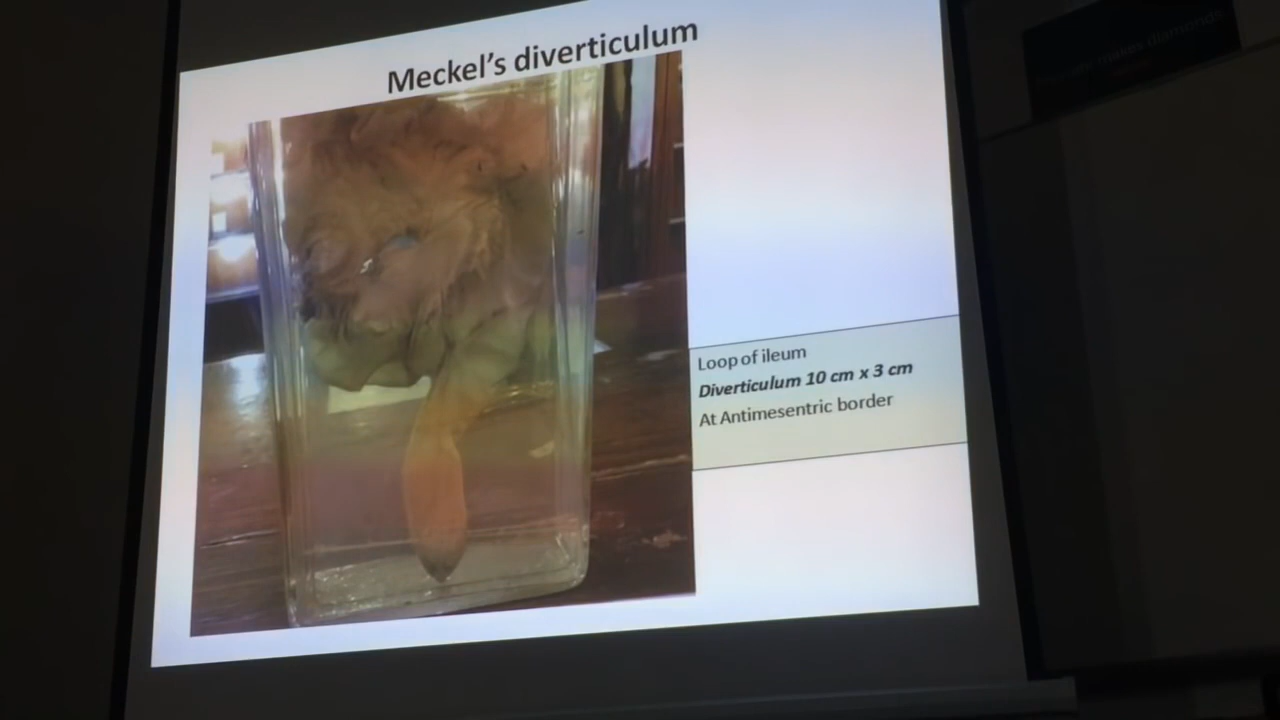 Meckel's diverticulum
Loop of ileum
Diverticulum 10 cm x 3 cm
At Antimesentric border